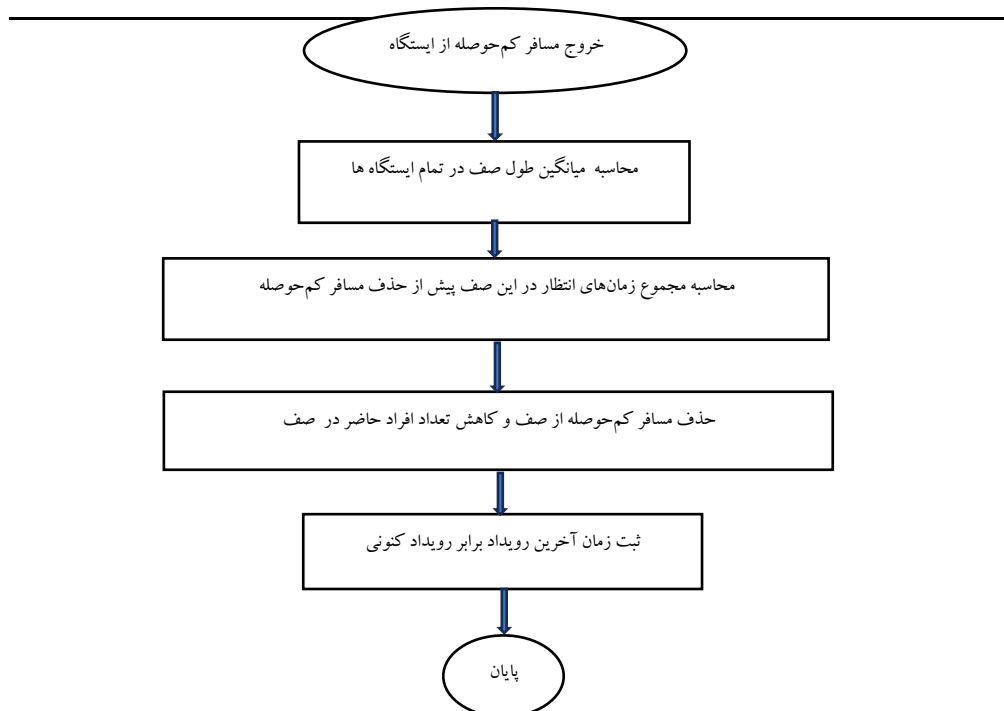 خروج مسافر کم‌حوصله از ایستگاه
محاسبه میانگین طول صف در تمام ایستگاه ها
محاسبه مجموع زمان‌های انتظار در این صف پیش از حذف مسافر کم‌حوصله
حذف مسافر کم‌حوصله از صف و کاهش تعداد افراد حاضر در صف
ثبت زمان آخرین رویداد برابر رویداد کنونی
پایان